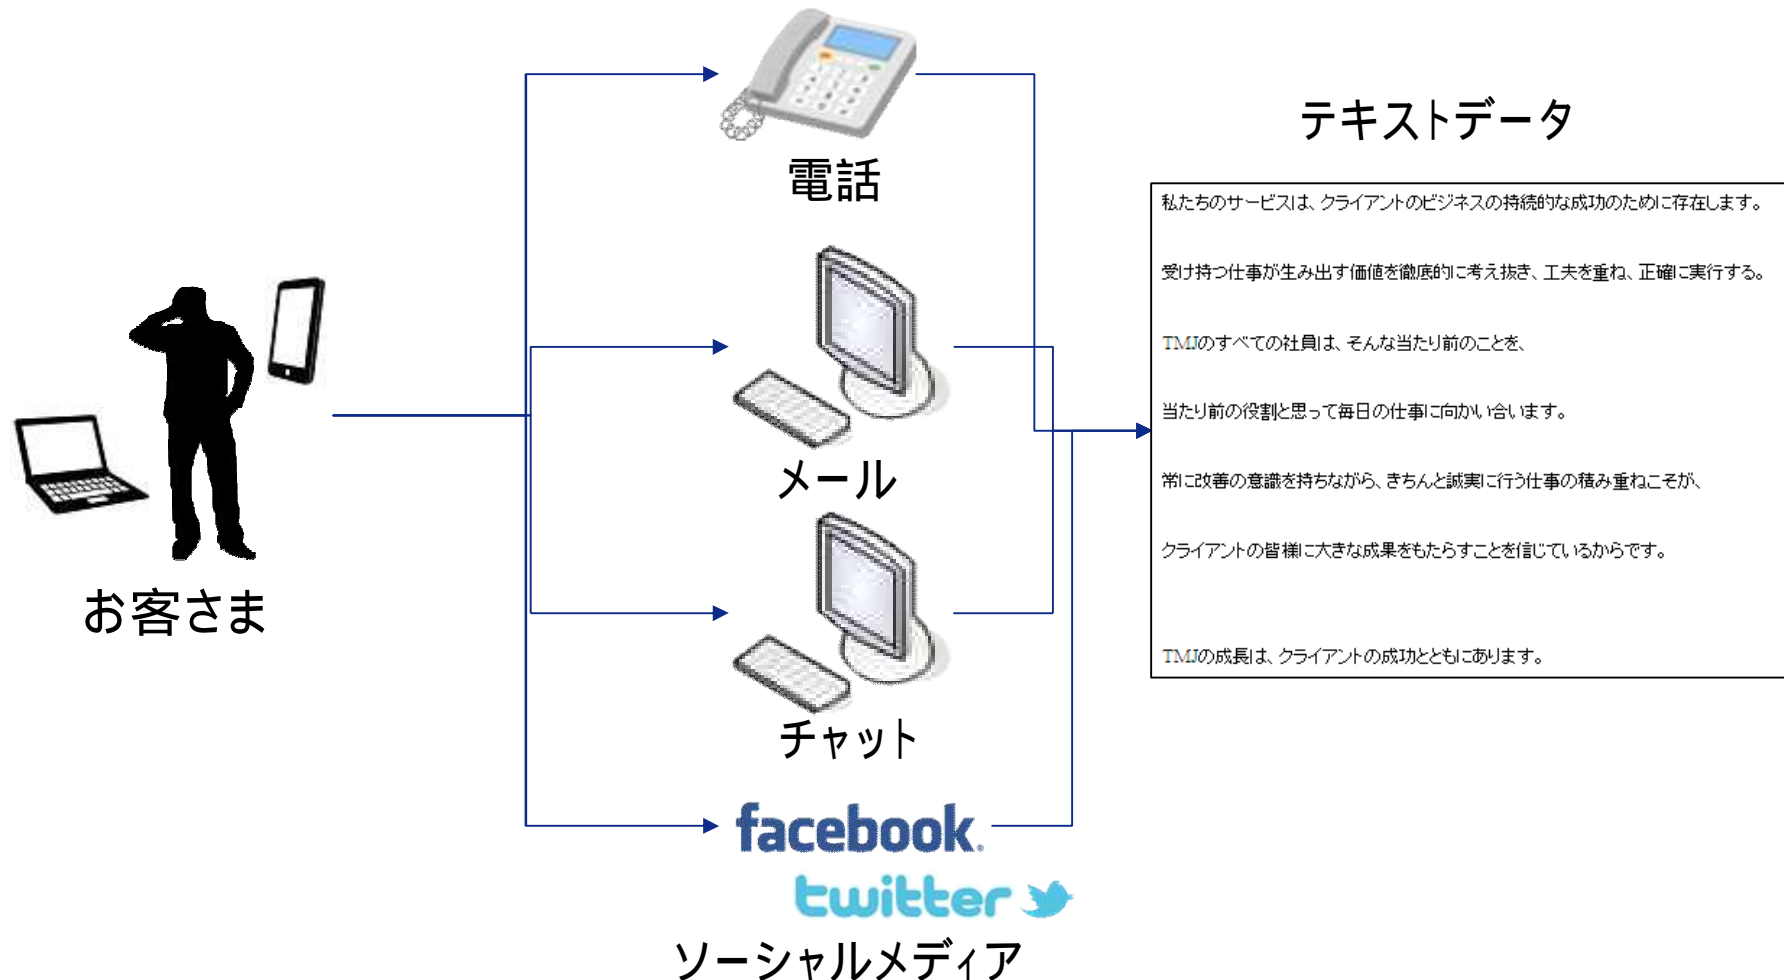 電話
テキストデータ
私たちのサービスは、クライアントのビジネスの持続的な成功のために存在します。
受け持つ仕事が生み出す価値を徹底的に考え抜き、工夫を重ね、正確に実行する。
TMJのすべての社員は、そんな当たり前のことを、
当たり前の役割と思って毎日の仕事に向かい合います。
常に改善の意識を持ちながら、きちんと誠実に行う仕事の積み重ねこそが、
クライアントの皆様に大きな成果をもたらすことを信じているからです。
TMJの成長は、クライアントの成功とともにあります。
メール
お客さま
チャット
facebook
twitter
ソーシャルメディア